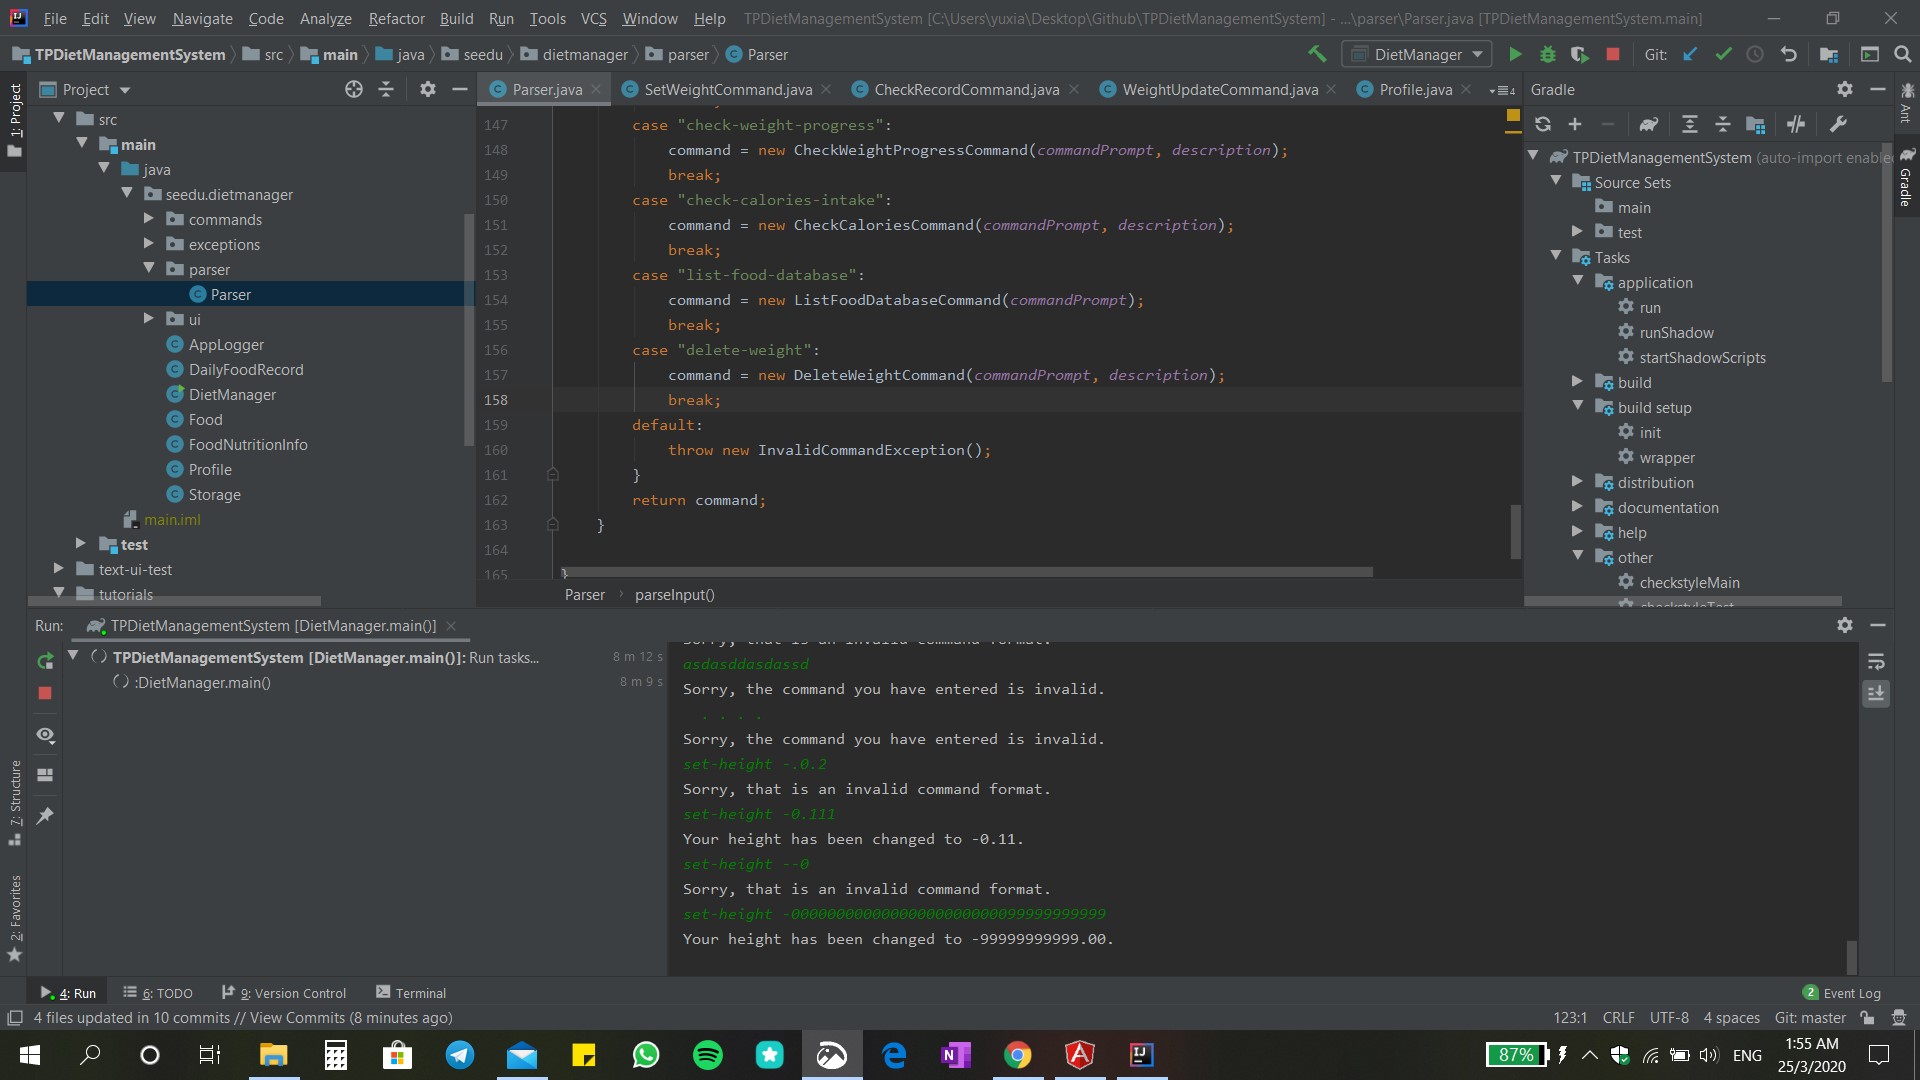 File Edit View Navigate Code Analyze Refactor Build Run Tools VCS Window Help TPDietManagementSystem [C:\Users\yuxia\Desktop\Github\TPDietManagementSystem] - ...\parser\Parser.java [TPDietManagementSystem.main]
TPDietManagementSystem src main java seedu dietmanager parser Parser DietManager Git:
1: Project
Project
Parser.java SetWeightCommand.java CheckRecordCommand.java WeightUpdateCommand.java Profile.java 4
Gradle
Ant
Gradle
src
main
java
seedu.dietmanager
commands
exceptions
parser
Parser
ui
AppLogger
DailyFoodRecord
DietManager
Food
FoodNutritionInfo
Profile
Storage
main.iml
test
text-ui-test
tutorials
147 case "check-weight-progress":
148 command = new CheckWeightProgressCommand(commandPrompt, description);
149 break;
150 case "check-calories-intake":
151 command = new CheckCaloriesCommand(commandPrompt, description);
152 break;
153 case "list-food-database":
154 command = new ListFoodDatabaseCommand(commandPrompt);
155 break;
156 case "delete-weight":
157 command = new DeleteWeightCommand(commandPrompt, description);
158 break;
159 default:
160 throw new InvalidCommandException();
161 }
162 return command;
163 }
164
165 }
Parser parseInput()
TPDietManagementSystem (auto-import enable
Source Sets
main
test
Tasks
application
run
runShadow
startShadowScripts
build
build setup
init
wrapper
distribution
documentation
help
other
checkstyleMain
checkstyleTest
Run: TPDietManagementSystem [DietManager.main()]
TPDietManagementSystem [DietManager.main()]: Run tasks... 8 m 12 s
:DietManager.main() 8 m 9 s
Sorry, that is an invalid command format.
asdasddasdassd
Sorry, the command you have entered is invalid.
. . . .
Sorry, the command you have entered is invalid.
set-height -.0.2
Sorry, that is an invalid command format.
set-height -0.111
Your height has been changed to -0.11.
set-height --0
Sorry, that is an invalid command format.
set-height -00000000000000000000000099999999999
Your height has been changed to -99999999999.00.
7: Structure
2: Favorites
4: Run 6: TODO 9: Version Control Terminal 2 Event Log
4 files updated in 10 commits // View Commits (8 minutes ago) 123:1 CRLF UTF-8 4 spaces Git: master
87% ENG 1:55 AM
25/3/2020